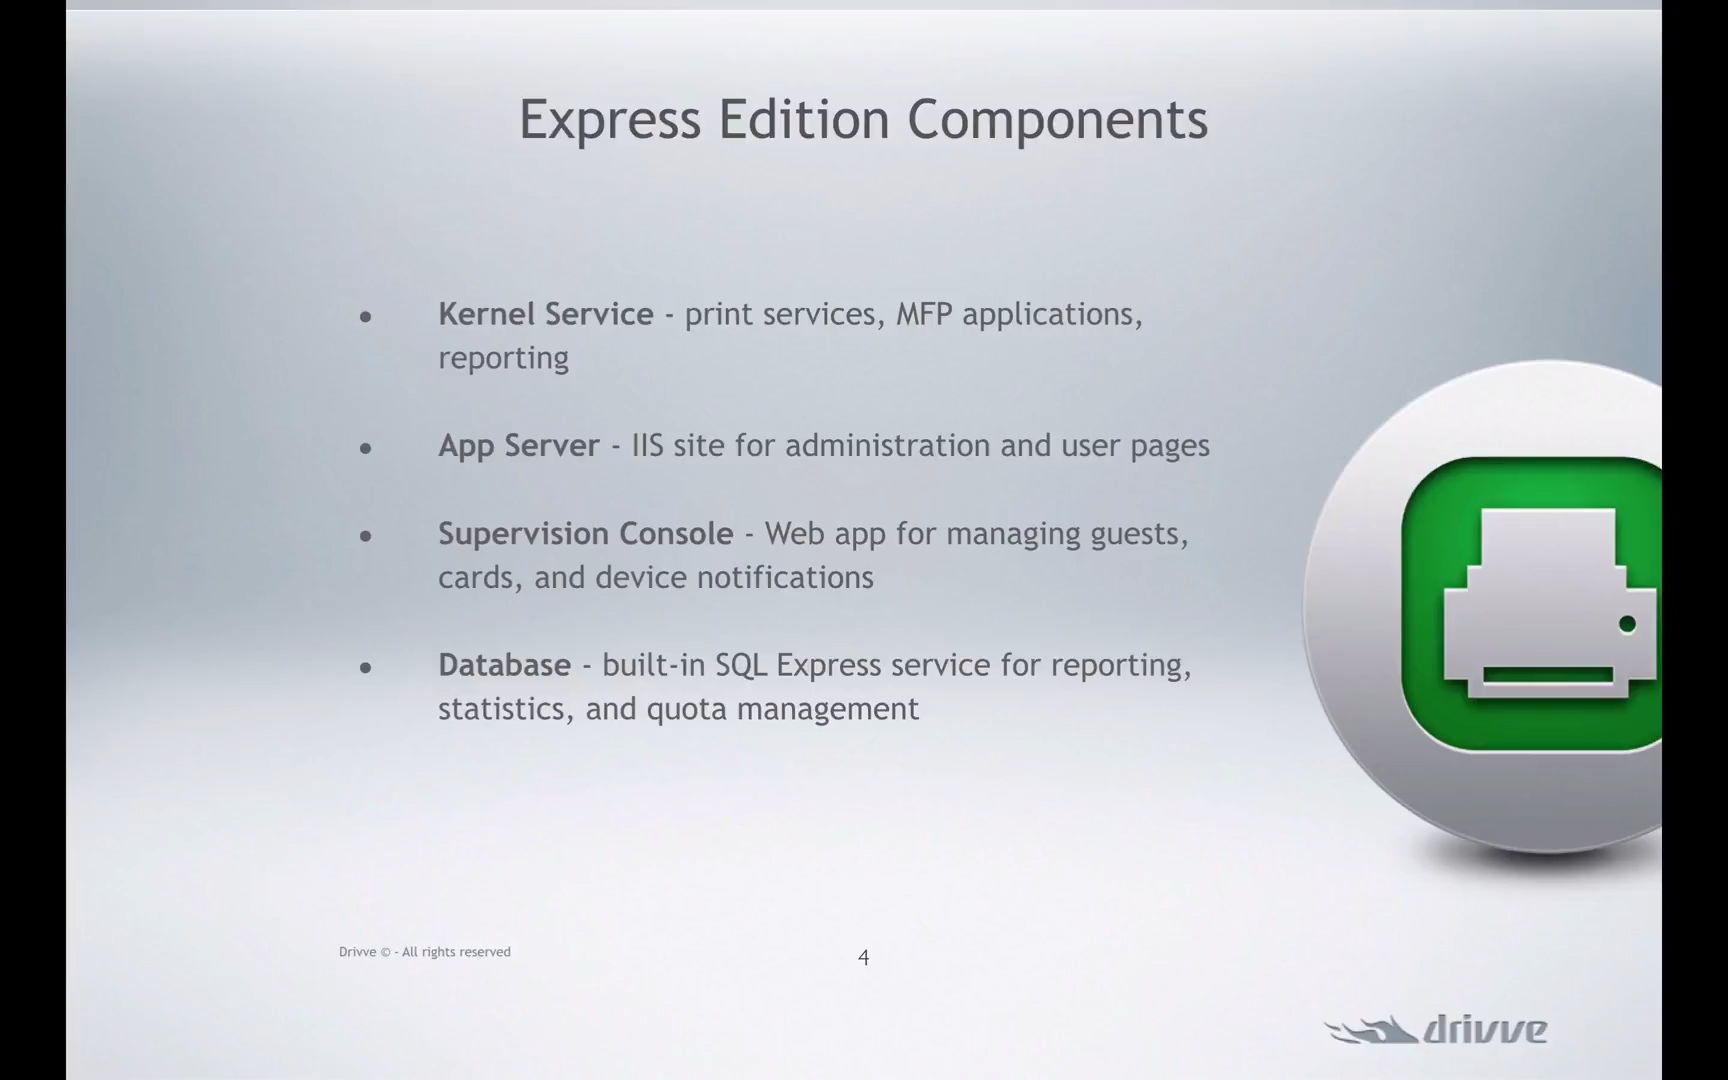 Express Edition Components
● Kernel Service - print services, MFP applications,
reporting
● App Server - IIS site for administration and user pages
● Supervision Console - Web app for managing guests,
cards, and device notifications
● Database - built-in SQL Express service for reporting,
statistics, and quota management
Drivve © - All rights reserved
4
drivve